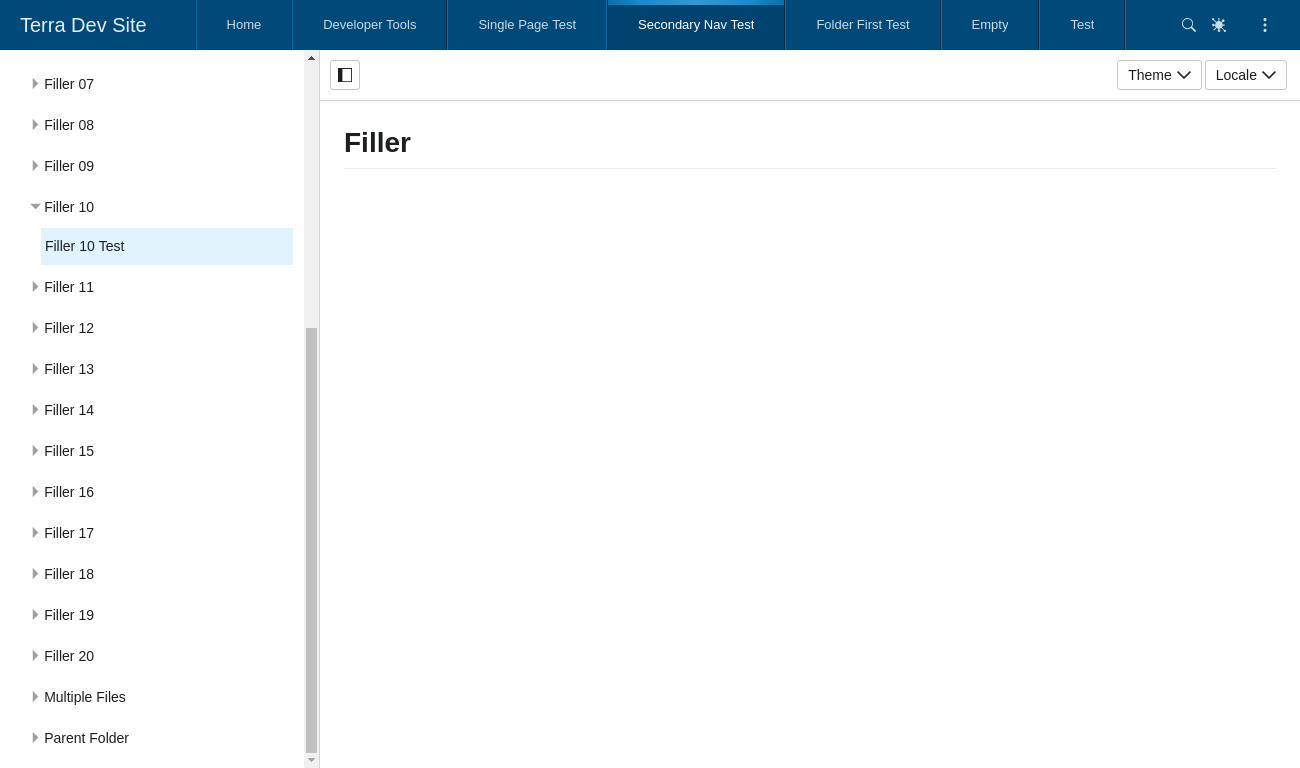 Terra Dev Site
Home
Developer Tools
Single Page Test
Secondary Nav Test
Folder First Test
Empty
Test
Filler 07
Filler 08
Filler 09
Filler 10
Filler 10 Test
Filler 11
Filler 12
Filler 13
Filler 14
Filler 15
Filler 16
Filler 17
Filler 18
Filler 19
Filler 20
Multiple Files
Parent Folder
Theme
Locale
Filler